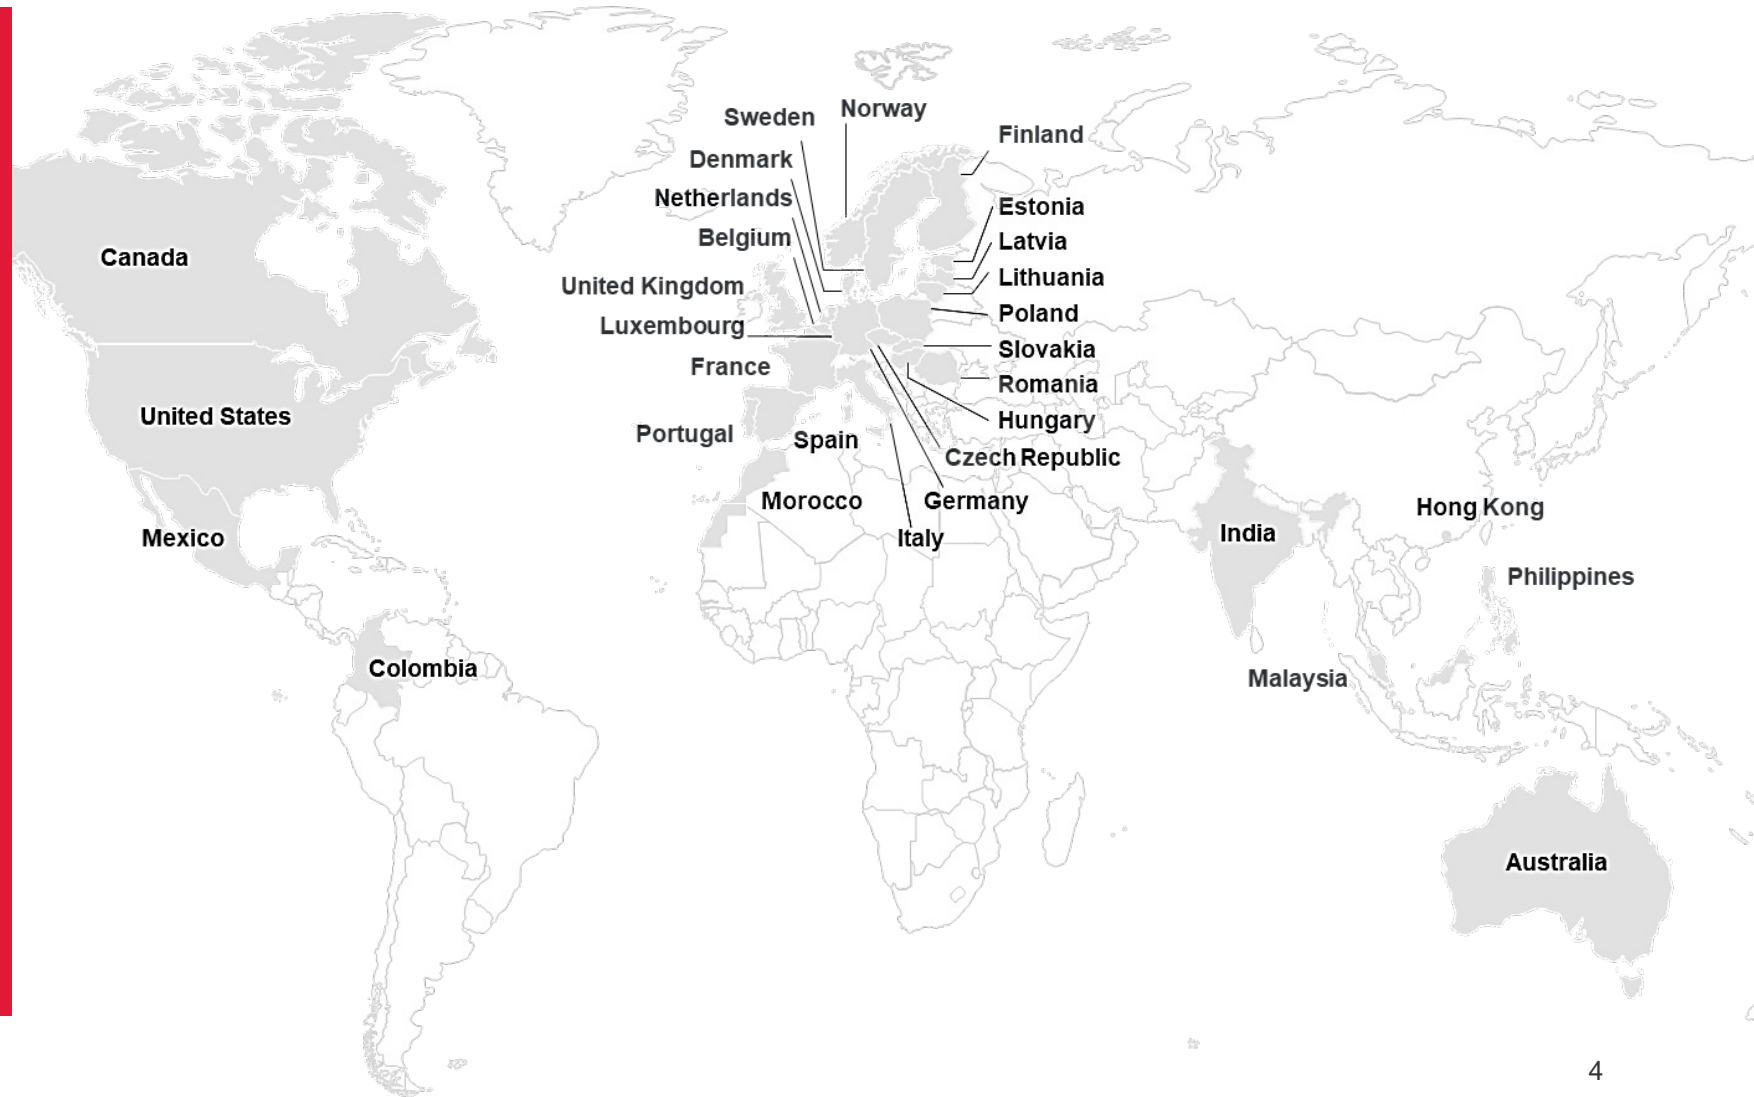 Norway
Sweden
Finland
Denmark
Netherlands
Estonia
Belgium
Latvia
Canada
Lithuania
United Kingdom
Poland
Luxembourg
Slovakia
France
Romania
United States
Hungary
Portugal
Spain
Czech Republic
Morocco
Germany
Hong Kong
India
Mexico
Italy
Philippines
Colombia
Malaysia
Australia
4